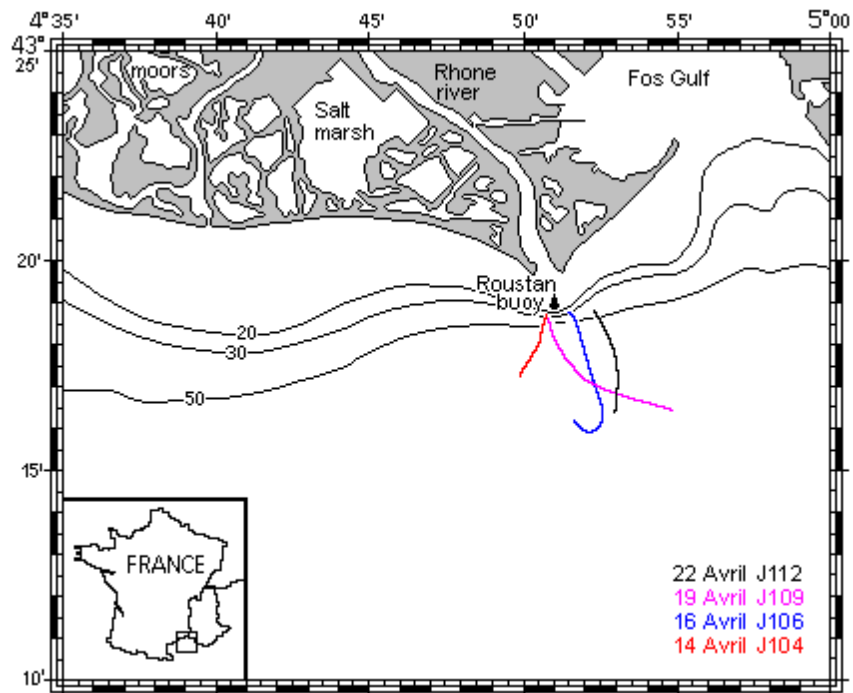 4°35' 40' 45' 50' 55' 5°00
43°
25'
moors
Rhone
river
Fos Gulf
Salt
marsh
20'
Roustan
buoy
20
30
50
15'
FRANCE
22 Avril J112
19 Avril J109
16 Avril J106
14 Avril J104
10'